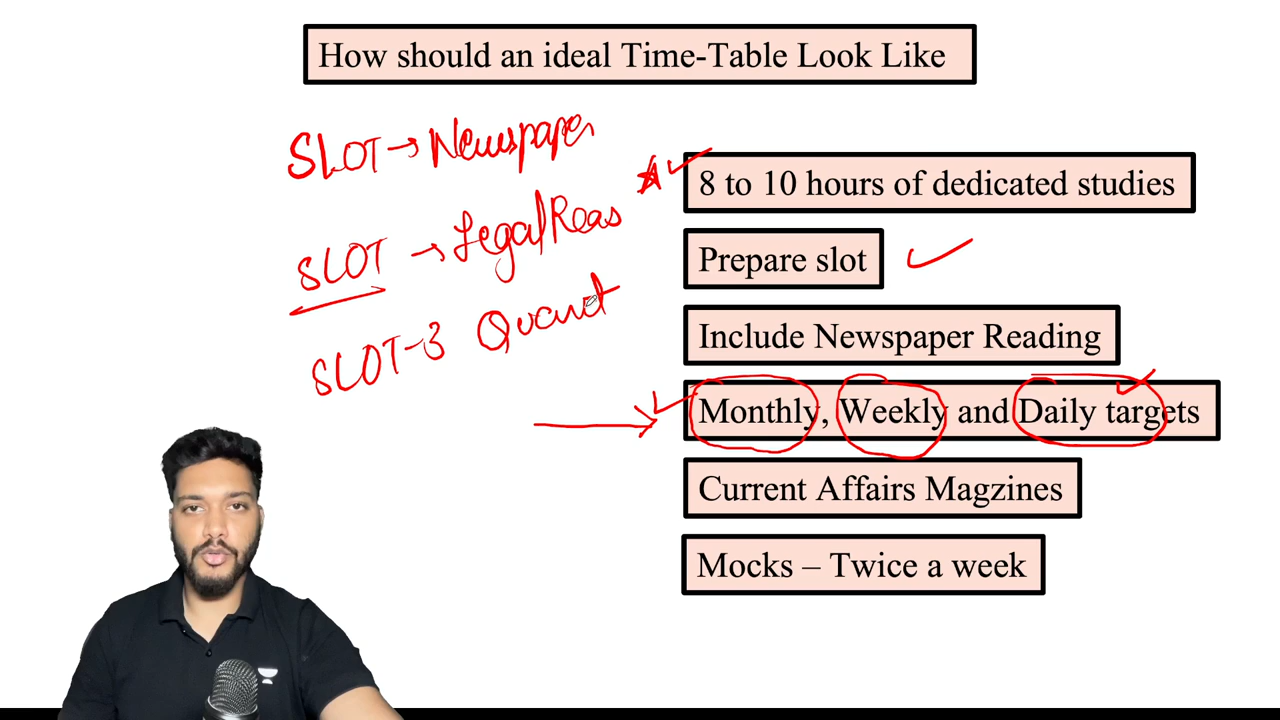 How should an ideal Time-Table Look Like
SLOT → Newspaper
8 to 10 hours of dedicated studies
SLOT → Legal Reas
Prepare slot
SLOT-3 Quant
Include Newspaper Reading
Monthly, Weekly and Daily targets
Current Affairs Magzines
Mocks – Twice a week